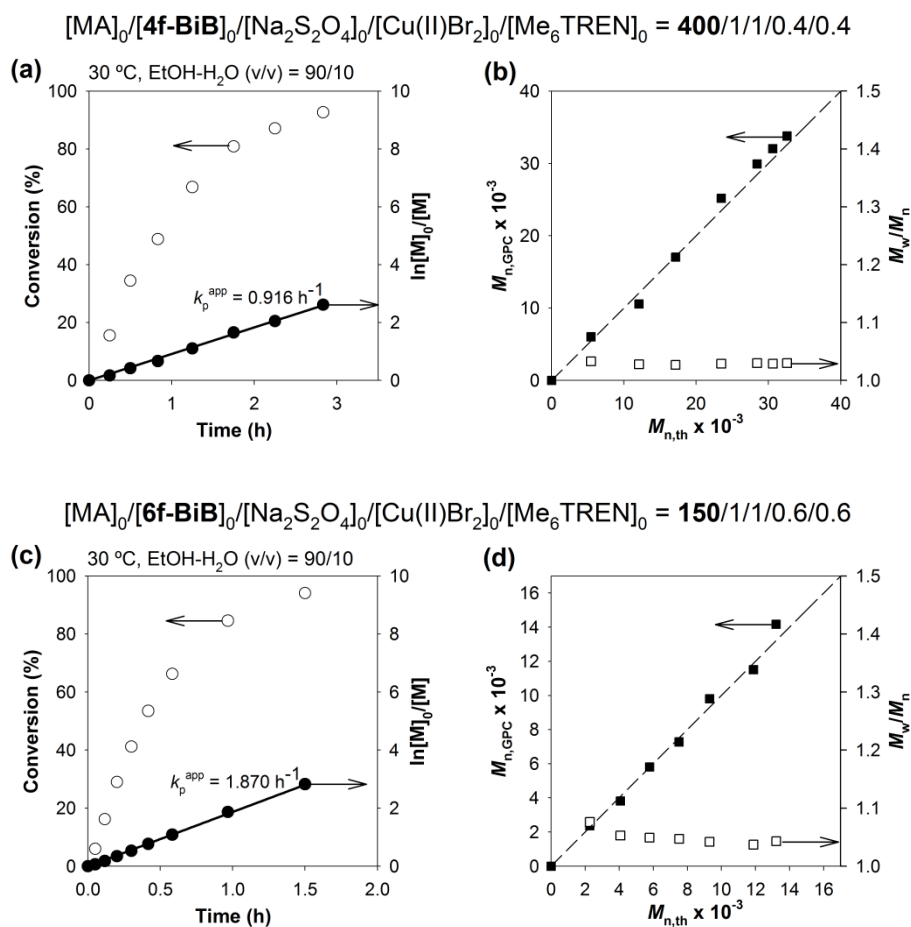 [MA]₀/[4f-BiB]₀/[Na₂S₂O₄]₀/[Cu(II)Br₂]₀/[Me₆TREN]₀ = 400/1/1/0.4/0.4
(a)
30 ºC, EtOH-H₂O (v/v) = 90/10
100
80
60
40
20
0
Conversion (%)
10
8
6
4
2
0
ln[M]₀/[M]
kₚᵃᵖᵖ = 0.916 h⁻¹
0 1 2 3
Time (h)
(b)
40
30
20
10
0
Mn,GPC x 10⁻³
1.5
1.4
1.3
1.2
1.1
1.0
Mw/Mn
0 10 20 30 40
Mn,th x 10⁻³
[MA]₀/[6f-BiB]₀/[Na₂S₂O₄]₀/[Cu(II)Br₂]₀/[Me₆TREN]₀ = 150/1/1/0.6/0.6
(c)
30 ºC, EtOH-H₂O (v/v) = 90/10
100
80
60
40
20
0
Conversion (%)
10
8
6
4
2
0
ln[M]₀/[M]
kₚᵃᵖᵖ = 1.870 h⁻¹
0.0 0.5 1.0 1.5 2.0
Time (h)
(d)
16
14
12
10
8
6
4
2
0
Mn,GPC x 10⁻³
1.5
1.4
1.3
1.2
1.1
1.0
Mw/Mn
0 2 4 6 8 10 12 14 16
Mn,th x 10⁻³